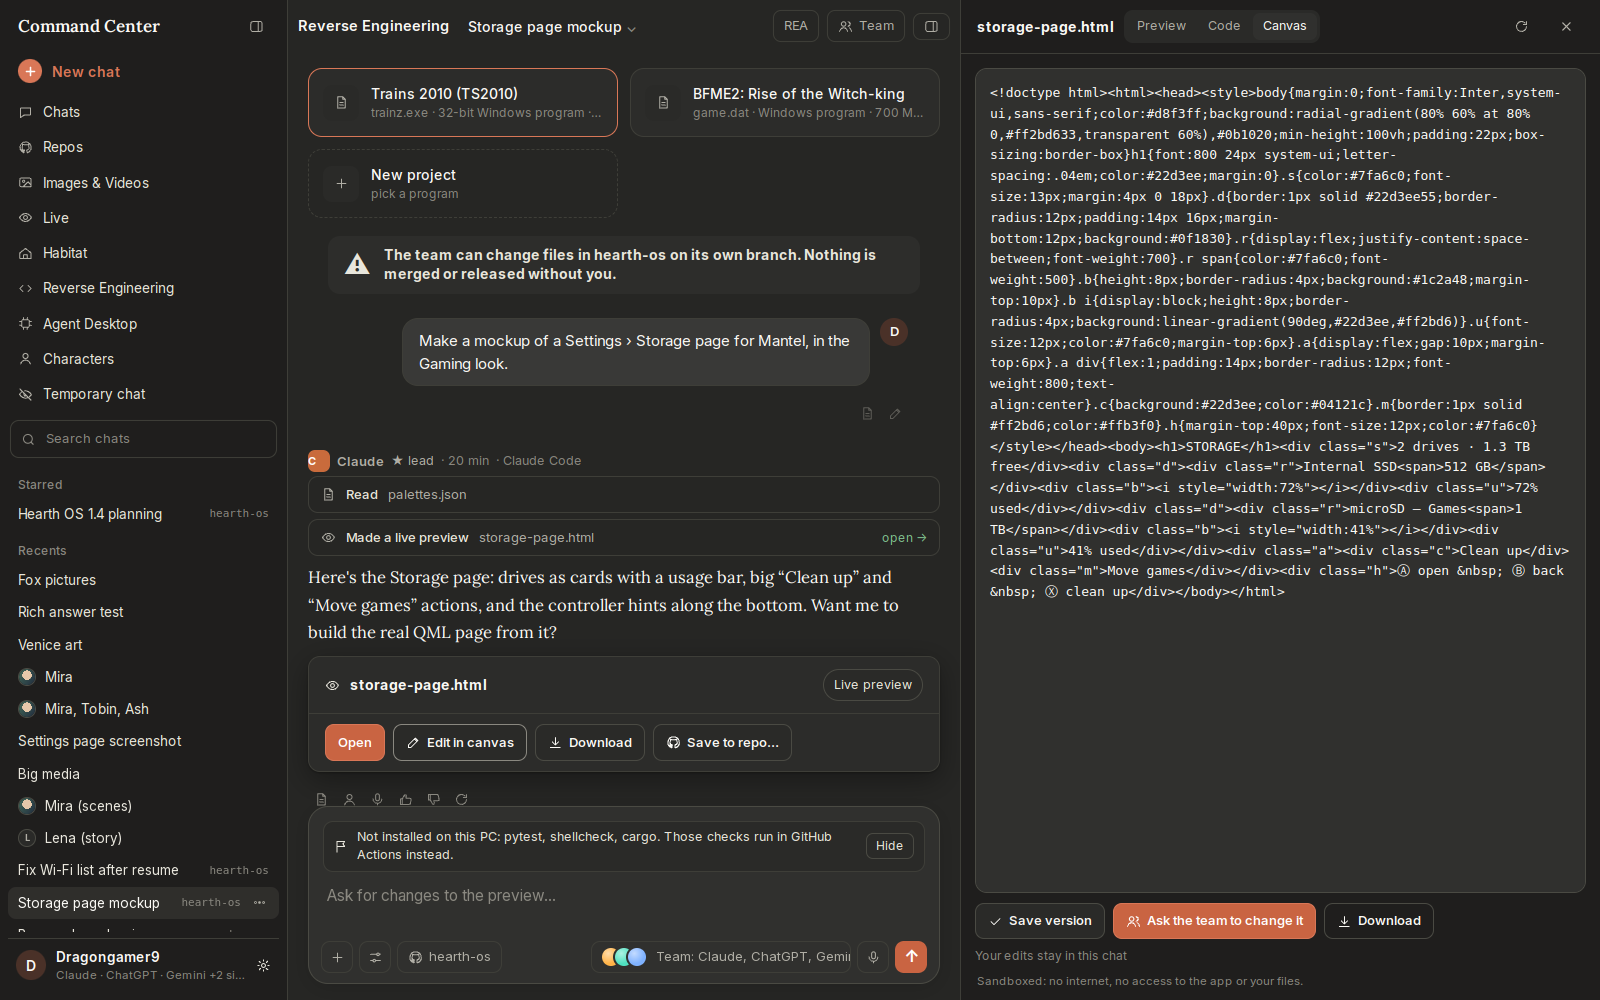 Command Center
New chat
Chats
Repos
Images & Videos
Live
Habitat
Reverse Engineering
Agent Desktop
Characters
Temporary chat
Search chats
Starred
Hearth OS 1.4 planning hearth-os
Recents
Fox pictures
Rich answer test
Venice art
Mira
Mira, Tobin, Ash
Settings page screenshot
Big media
Mira (scenes)
L Lena (story)
Fix Wi-Fi list after resume hearth-os
Storage page mockup hearth-os
D Dragongamer9
Claude · ChatGPT · Gemini +2 si...
Reverse Engineering Storage page mockup
REA Team
Trains 2010 (TS2010)
trainz.exe · 32-bit Windows program ·...
BFME2: Rise of the Witch-king
game.dat · Windows program · 700 M...
New project
pick a program
The team can change files in hearth-os on its own branch. Nothing is
merged or released without you.
Make a mockup of a Settings › Storage page for Mantel, in the
Gaming look.
D
C Claude ★ lead · 20 min · Claude Code
Read palettes.json
Made a live preview storage-page.html open →
Here's the Storage page: drives as cards with a usage bar, big “Clean up” and
“Move games” actions, and the controller hints along the bottom. Want me to
build the real QML page from it?
storage-page.html Live preview
Open Edit in canvas Download Save to repo...
Not installed on this PC: pytest, shellcheck, cargo. Those checks run in GitHub
Actions instead.
Hide
Ask for changes to the preview...
hearth-os Team: Claude, ChatGPT, Gemin
storage-page.html Preview Code Canvas
<!doctype html><html><head><style>body{margin:0;font-family:Inter,system-
ui,sans-serif;color:#d8f3ff;background:radial-gradient(80% 60% at 80%
0,#ff2bd633,transparent 60%),#0b1020;min-height:100vh;padding:22px;box-
sizing:border-box}h1{font:800 24px system-ui;letter-
spacing:.04em;color:#22d3ee;margin:0}.s{color:#7fa6c0;font-
size:13px;margin:4px 0 18px}.d{border:1px solid #22d3ee55;border-
radius:12px;padding:14px 16px;margin-
bottom:12px;background:#0f1830}.r{display:flex;justify-content:space-
between;font-weight:700}.r span{color:#7fa6c0;font-
weight:500}.b{height:8px;border-radius:4px;background:#1c2a48;margin-
top:10px}.b i{display:block;height:8px;border-
radius:4px;background:linear-gradient(90deg,#22d3ee,#ff2bd6)}.u{font-
size:12px;color:#7fa6c0;margin-top:6px}.a{display:flex;gap:10px;margin-
top:6px}.a div{flex:1;padding:14px;border-radius:12px;font-
weight:800;text-
align:center}.c{background:#22d3ee;color:#04121c}.m{border:1px solid
#ff2bd6;color:#ffb3f0}.h{margin-top:40px;font-size:12px;color:#7fa6c0}
</style></head><body><h1>STORAGE</h1><div class="s">2 drives · 1.3 TB
free</div><div class="d"><div class="r">Internal SSD<span>512 GB</span>
</div><div class="b"><i style="width:72%"></i></div><div class="u">72%
used</div></div><div class="d"><div class="r">microSD — Games<span>1
TB</span></div><div class="b"><i style="width:41%"></i></div><div
class="u">41% used</div></div><div class="a"><div class="c">Clean up</div>
<div class="m">Move games</div></div><div class="h">Ⓐ open &nbsp; Ⓑ back
&nbsp; Ⓧ clean up</div></body></html>
Save version Ask the team to change it Download
Your edits stay in this chat
Sandboxed: no internet, no access to the app or your files.